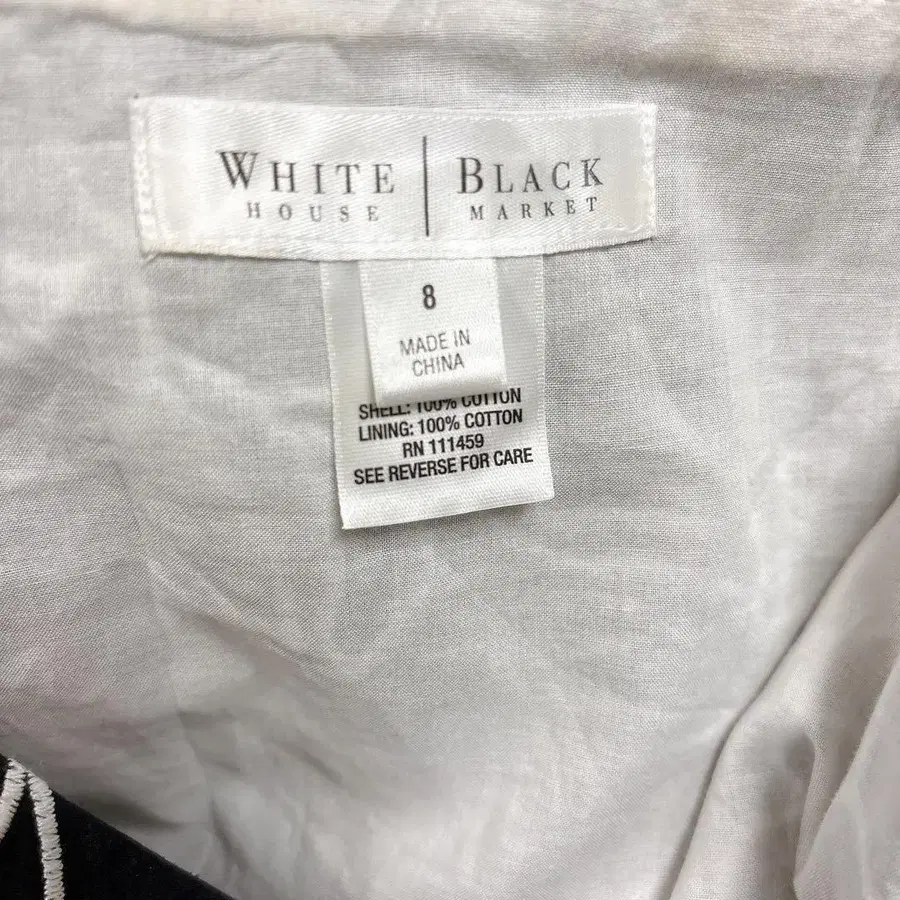 WHITE | BLACK
HOUSE | MARKET
8
MADE IN
CHINA
SHELL: 100% COTTON
LINING: 100% COTTON
RN 111459
SEE REVERSE FOR CARE